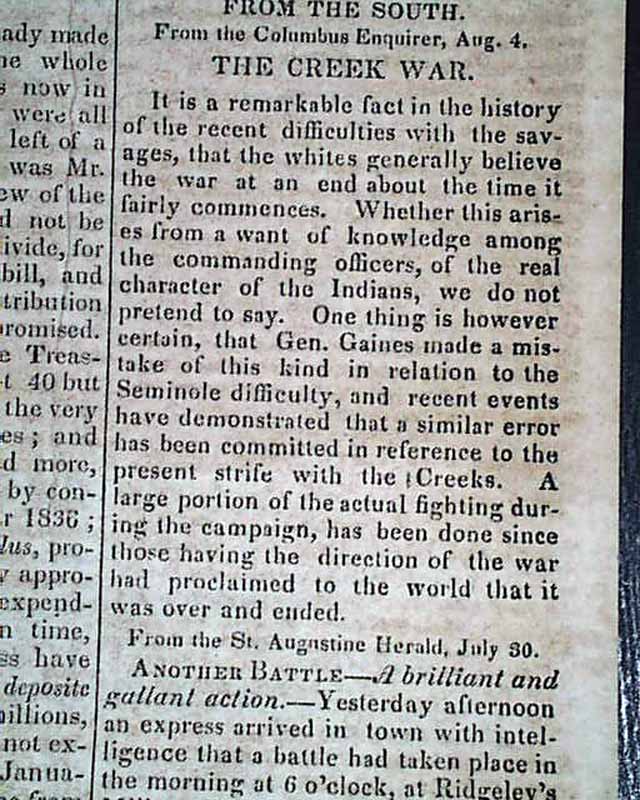 ady made
whole
now in
were all
left of a
was Mr.
ew of the
not be
ivide, for
bill, and
tribution
romised.
Treas-
40 but
the very
es; and
d more,
by con-
r 1836;
lus, pro-
appro-
expend-
n time,
ss have
deposite
illions,
not ex-
Janua-
FROM THE SOUTH.
From the Columbus Enquirer, Aug. 4.
THE CREEK WAR.
It is a remarkable fact in the history
of the recent difficulties with the sav-
ages, that the whites generally believe
the war at an end about the time it
fairly commences. Whether this aris-
es from a want of knowledge among
the commanding officers, of the real
character of the Indians, we do not
pretend to say. One thing is however
certain, that Gen. Gaines made a mis-
take of this kind in relation to the
Seminole difficulty, and recent events
have demonstrated that a similar error
has been committed in reference to the
present strife with the Creeks. A
large portion of the actual fighting dur-
ing the campaign, has been done since
those having the direction of the war
had proclaimed to the world that it
was over and ended.
From the St. Augustine Herald, July 30.
ANOTHER BATTLE—A brilliant and
gallant action.—Yesterday afternoon
an express arrived in town with intel-
ligence that a battle had taken place in
the morning at 6 o'clock, at Ridgeley's